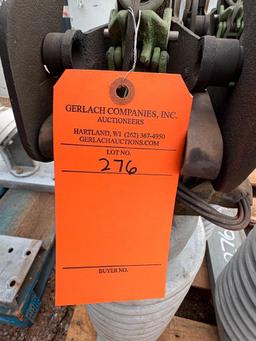 GERLACH COMPANIES, INC.
AUCTIONEERS
HARTLAND, WI (262) 367-4950
GERLACHAUCTIONS.COM
LOT NO.
276
BUYER NO.